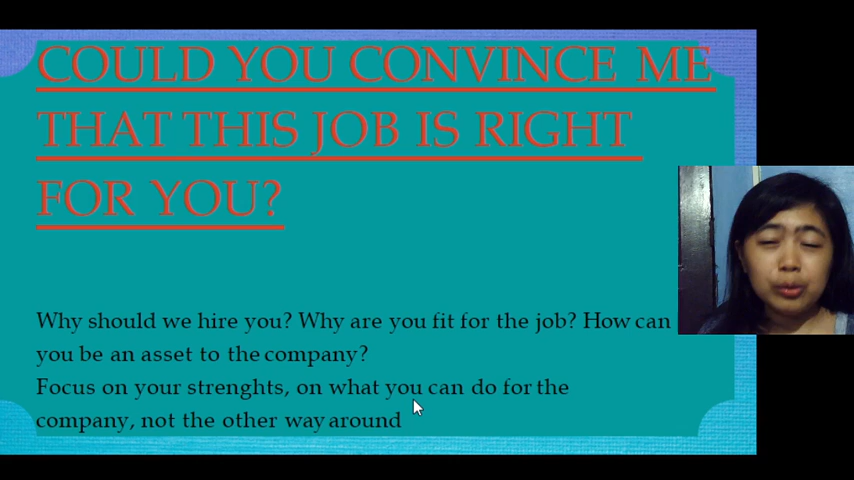 COULD YOU CONVINCE ME
THAT THIS JOB IS RIGHT
FOR YOU?
Why should we hire you? Why are you fit for the job? How can
you be an asset to the company?
Focus on your strenghts, on what you can do for the
company, not the other way around